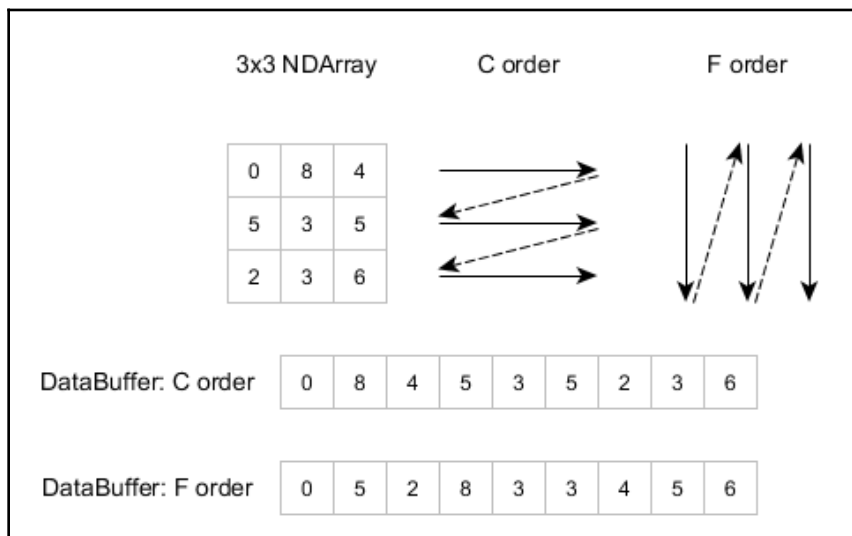 3x3 NDArray C order F order
0 8 4
5 3 5
2 3 6
DataBuffer: C order 0 8 4 5 3 5 2 3 6
DataBuffer: F order 0 5 2 8 3 3 4 5 6